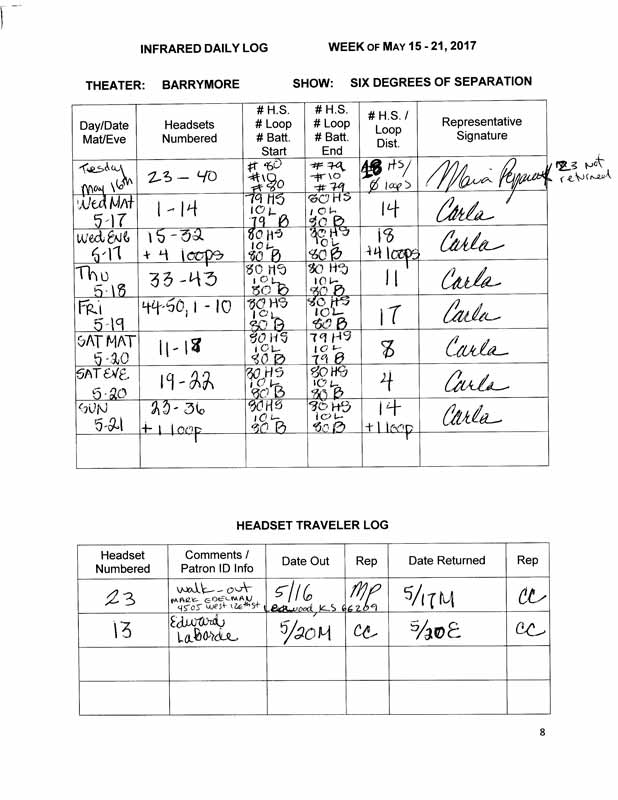 INFRARED DAILY LOG WEEK OF MAY 15 - 21, 2017
THEATER: BARRYMORE SHOW: SIX DEGREES OF SEPARATION
Day/Date Mat/Eve Headsets Numbered # H.S. # Loop # Batt. Start # H.S. # Loop # Batt. End # H.S. / Loop Dist. Representative Signature
Tuesday May 16th 23 - 40 # 80 #10 # 80 # 79 # 10 # 79 18 HS/ 0 loops Maria 23 not returned
Wed MAT 5-17 1 - 14 79 HS 10 L 79 B 80 HS 10 L 80 B 14 Carla
Wed ENG 5-17 15 - 32 + 4 loops 80 HS 10 L 80 B 80 HS 10 L 80 B 18 +4 loops Carla
Thu 5-18 33 - 43 80 HS 10 L 80 B 80 HS 10 L 80 B 11 Carla
FRI 5-19 44-50, 1 - 10 80 HS 10 L 80 B 80 HS 10 L 80 B 17 Carla
SAT MAT 5-20 11 - 18 80 HS 10 L 80 B 79 HS 10 L 79 B 8 Carla
SAT EVE 5-20 19 - 22 80 HS 10 L 80 B 80 HS 10 L 80 B 4 Carla
SUN 5-21 23 - 36 +1 loop 80 HS 10 L 80 B 80 HS 10 L 80 B 14 +1 loop Carla
HEADSET TRAVELER LOG
Headset Numbered Comments / Patron ID Info Date Out Rep Date Returned Rep
23 walk-out MARK EDELMAN 4505 West 126th St Leawood, KS 66209 5/16 MP 5/17M CC
13 Edward LaBorde 5/20M CC 5/20E CC
8